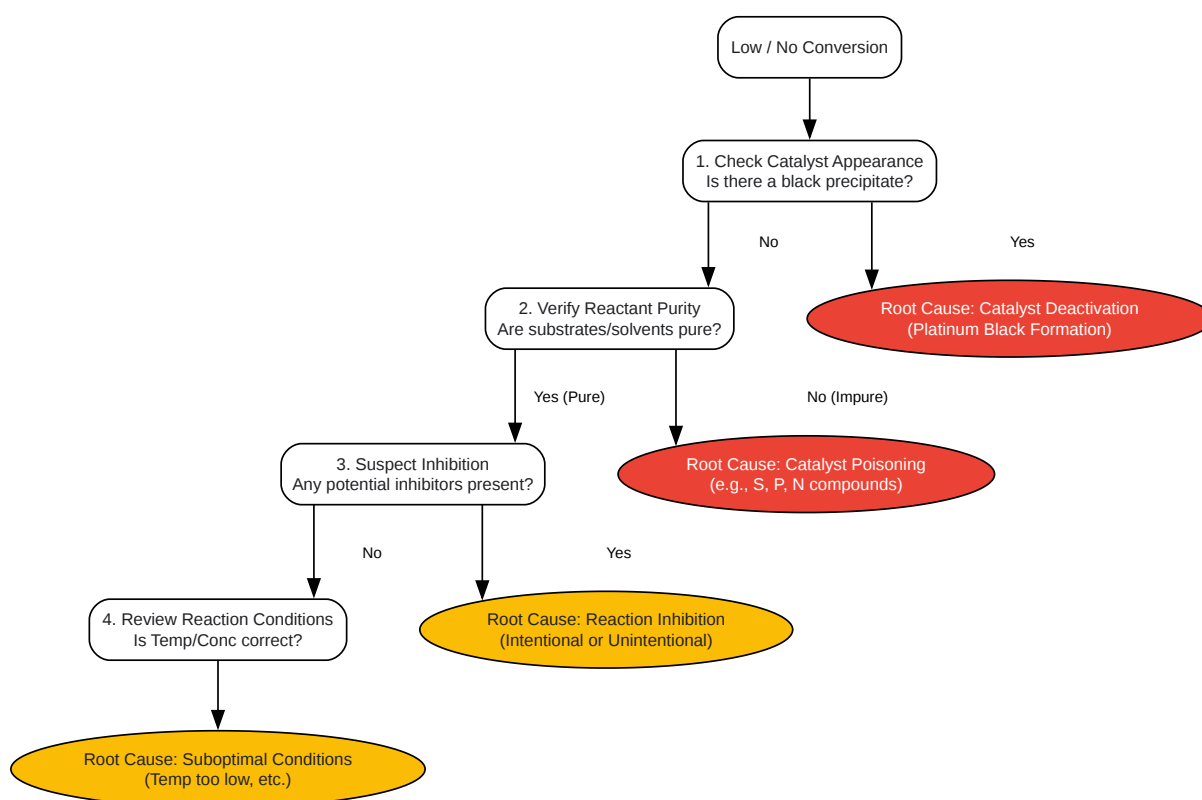 Low / No Conversion
1. Check Catalyst Appearance
Is there a black precipitate?
No
Yes
2. Verify Reactant Purity
Are substrates/solvents pure?
Root Cause: Catalyst Deactivation
(Platinum Black Formation)
Yes (Pure)
No (Impure)
3. Suspect Inhibition
Any potential inhibitors present?
Root Cause: Catalyst Poisoning
(e.g., S, P, N compounds)
No
Yes
4. Review Reaction Conditions
Is Temp/Conc correct?
Root Cause: Reaction Inhibition
(Intentional or Unintentional)
Root Cause: Suboptimal Conditions
(Temp too low, etc.)